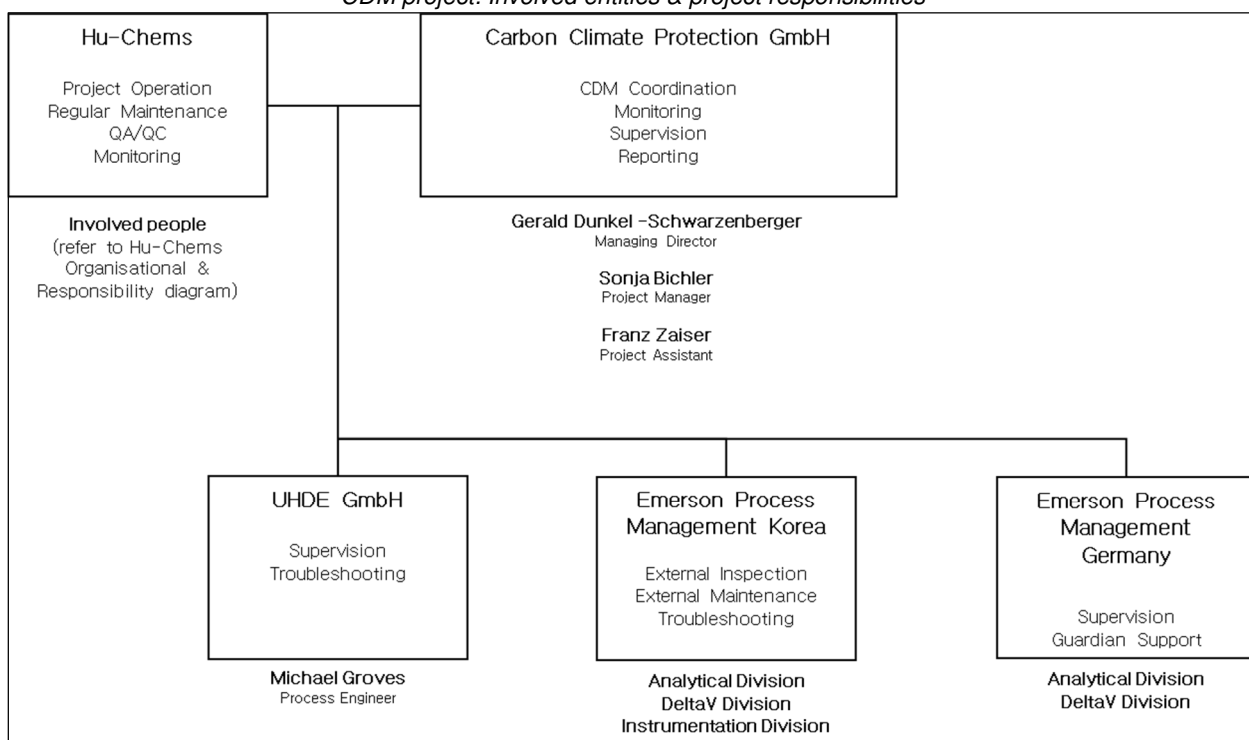 CDM project: Involved entities & project responsibilities
Hu-Chems
Project Operation
Regular Maintenance
QA/QC
Monitoring
Involved people
(refer to Hu-Chems
Organisational &
Responsibility diagram)
Carbon Climate Protection GmbH
CDM Coordination
Monitoring
Supervision
Reporting
Gerald Dunkel -Schwarzenberger
Managing Director
Sonja Bichler
Project Manager
Franz Zaiser
Project Assistant
UHDE GmbH
Supervision
Troubleshooting
Michael Groves
Process Engineer
Emerson Process
Management Korea
External Inspection
External Maintenance
Troubleshooting
Analytical Division
DeltaV Division
Instrumentation Division
Emerson Process
Management
Germany
Supervision
Guardian Support
Analytical Division
DeltaV Division